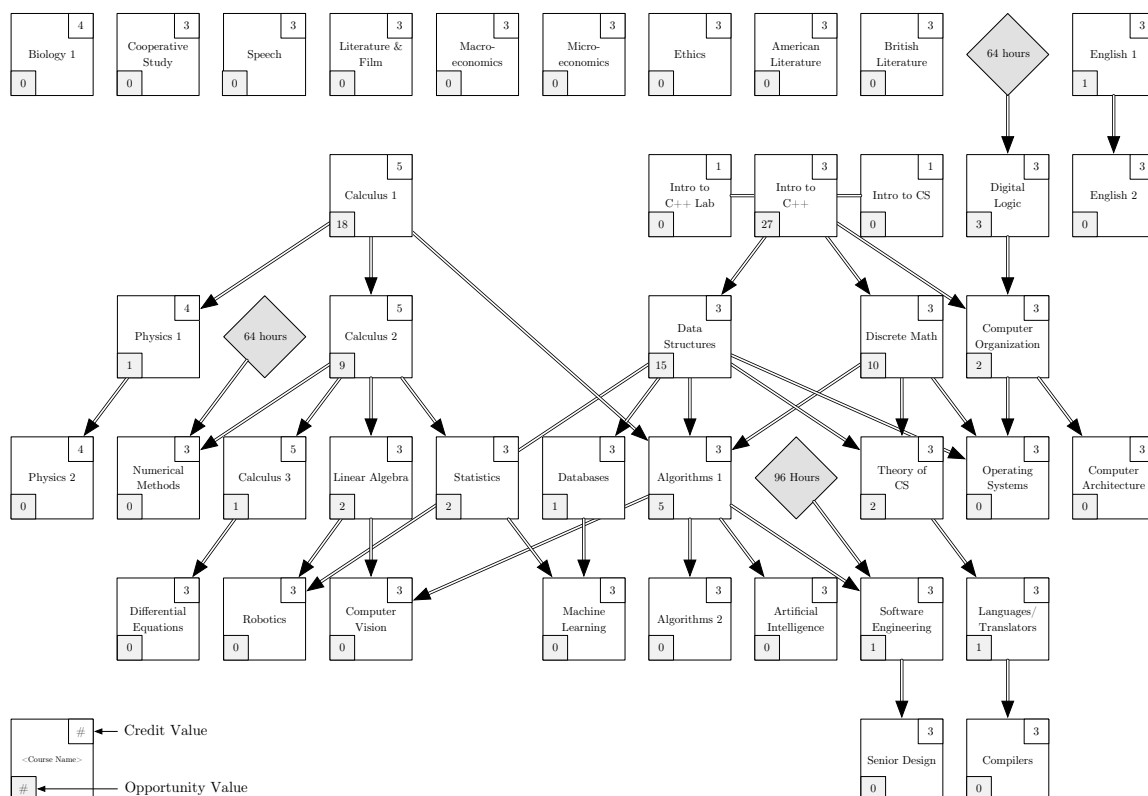 4 3 3 3 3 3 3 3 3 3
Biology 1
Cooperative
Study
Speech
Literature &
Film
Macro-
economics
Micro-
economics
Ethics
American
Literature
British
Literature
64 hours
English 1
0 0 0 0 0 0 0 0 0 1
5 1 3 1 3 3
Calculus 1
Intro to
C++ Lab
Intro to
C++
Intro to CS
Digital
Logic
English 2
18 0 27 0 3 0
4 5 3 3 3
Physics 1
64 hours
Calculus 2
Data
Structures
Discrete Math
Computer
Organization
1 9 15 10 2
4 3 5 3 3 3 3 3 3 3
Physics 2
Numerical
Methods
Calculus 3
Linear Algebra
Statistics
Databases
Algorithms 1
96 Hours
Theory of
CS
Operating
Systems
Computer
Architecture
0 0 1 2 2 1 5 2 0 0
3 3 3 3 3 3 3 3
Differential
Equations
Robotics
Computer
Vision
Machine
Learning
Algorithms 2
Artificial
Intelligence
Software
Engineering
Languages/
Translators
0 0 0 0 0 0 1 1
# Credit Value
<Course Name>
# Opportunity Value
3 3
Senior Design
Compilers
0 0